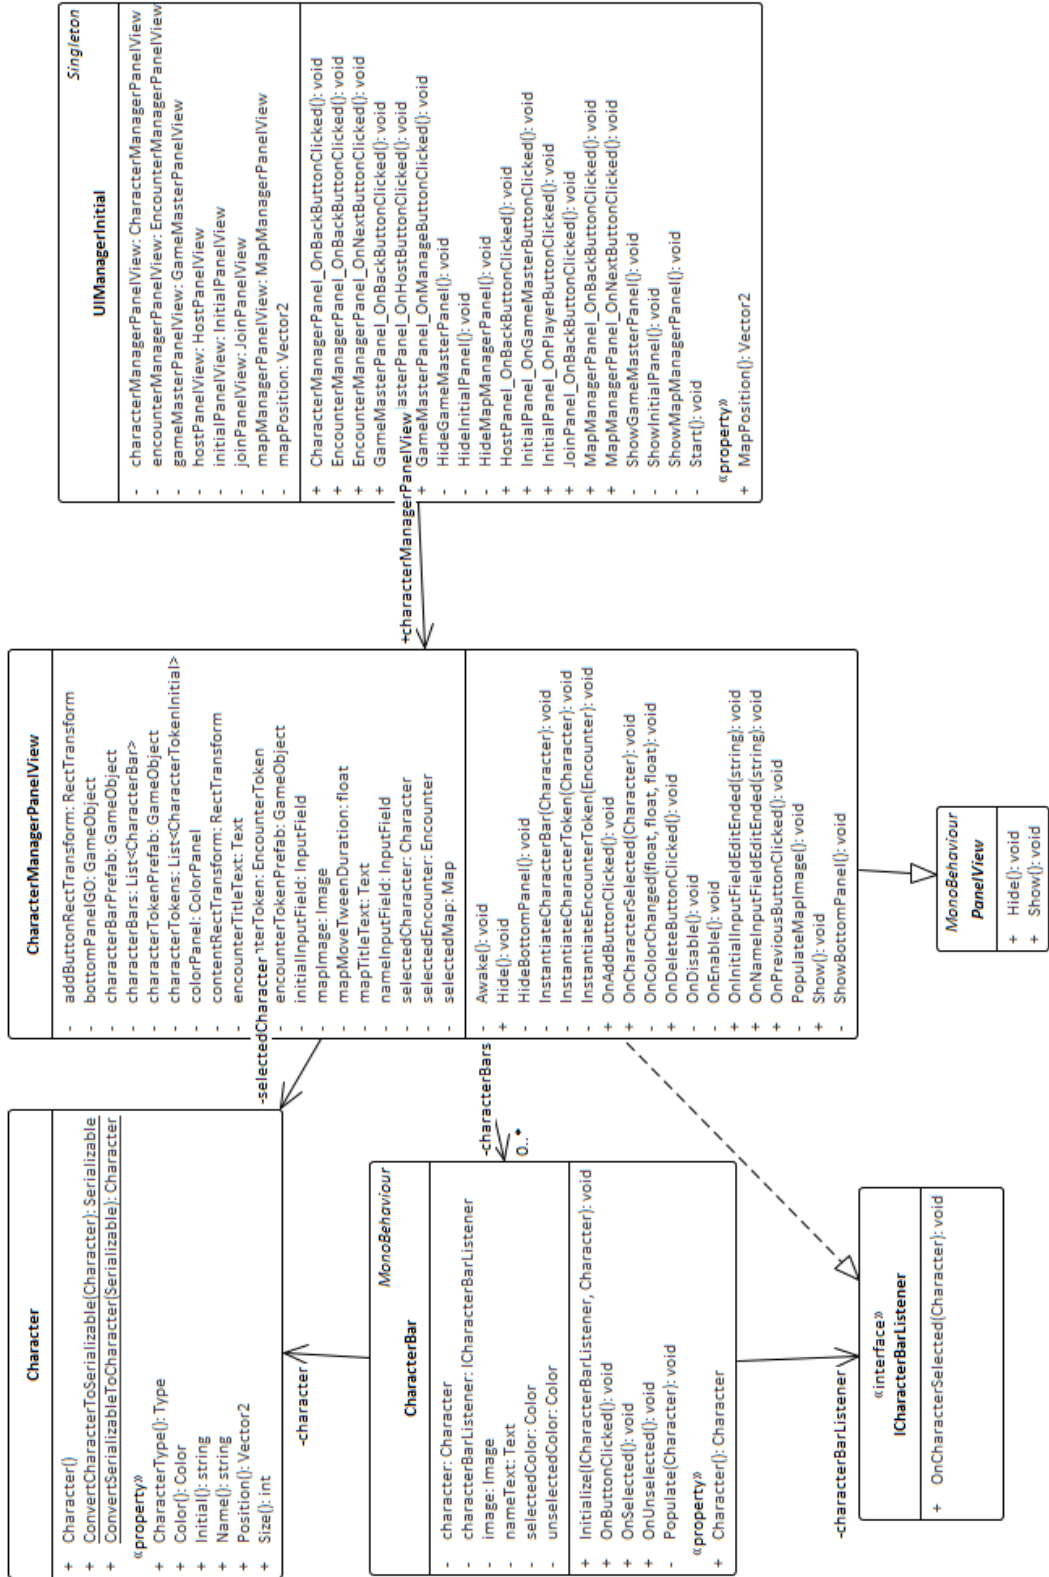 Character
+ Character()
+ ConvertCharacterToSerializable(Character): Serializable
+ ConvertSerializableToCharacter(Serializable): Character
«property»
+ CharacterType(): Type
+ Color(): Color
+ Initial(): string
+ Name(): string
+ Position(): Vector2
+ Size(): int
-character
MonoBehaviour
CharacterBar
- character: Character
- characterBarListener: ICharacterBarListener
- image: Image
- nameText: Text
- selectedColor: Color
- unselectedColor: Color
+ Initialize(ICharacterBarListener, Character): void
+ OnButtonClicked(): void
+ OnSelected(): void
+ OnUnselected(): void
- Populate(Character): void
«property»
+ Character(): Character
-characterBarListener
«interface»
ICharacterBarListener
+ OnCharacterSelected(Character): void
CharacterManagerPanelView
- addButtonRectTransform: RectTransform
- bottomPanelGO: GameObject
- characterBarPrefab: GameObject
- characterBars: List<CharacterBar>
- characterTokenPrefab: GameObject
- characterTokens: List<CharacterTokenInitial>
- colorPanel: ColorPanel
- contentRectTransform: RectTransform
- encounterTitleText: Text
-selectedCharacter nterToken: EncounterToken
- encounterTokenPrefab: GameObject
- initialInputField: InputField
- mapImage: Image
- mapMoveTweenDuration: float
- mapTitleText: Text
- nameInputField: InputField
- selectedCharacter: Character
- selectedEncounter: Encounter
- selectedMap: Map
- Awake(): void
+ Hide(): void
- HideBottomPanel(): void
- InstantiateCharacterBar(Character): void
- InstantiateCharacterToken(Character): void
- InstantiateEncounterToken(Encounter): void
+ OnAddButtonClicked(): void
+ OnCharacterSelected(Character): void
- OnColorChanged(float, float, float): void
+ OnDeleteButtonClicked(): void
- OnDisable(): void
- OnEnable(): void
+ OnInitialInputFieldEditEnded(string): void
+ OnNameInputFieldEditEnded(string): void
+ OnPreviousButtonClicked(): void
- PopulateMapImage(): void
+ Show(): void
- ShowBottomPanel(): void
-characterBars
0..*
MonoBehaviour
PanelView
+ Hide(): void
+ Show(): void
Singleton
UIManagerInitial
- characterManagerPanelView: CharacterManagerPanelView
- encounterManagerPanelView: EncounterManagerPanelView
- gameMasterPanelView: GameMasterPanelView
- hostPanelView: HostPanelView
- initialPanelView: InitialPanelView
- joinPanelView: JoinPanelView
- mapManagerPanelView: MapManagerPanelView
- mapPosition: Vector2
+ CharacterManagerPanel_OnBackButtonClicked(): void
+ EncounterManagerPanel_OnBackButtonClicked(): void
+ EncounterManagerPanel_OnNextButtonClicked(): void
+ GameMasterPanel_OnBackButtonClicked(): void
+characterManagerPanelView asterPanel_OnHostButtonClicked(): void
+ GameMasterPanel_OnManageButtonClicked(): void
- HideGameMasterPanel(): void
- HideInitialPanel(): void
- HideMapManagerPanel(): void
+ HostPanel_OnBackButtonClicked(): void
+ InitialPanel_OnGameMasterButtonClicked(): void
+ InitialPanel_OnPlayerButtonClicked(): void
+ JoinPanel_OnBackButtonClicked(): void
+ MapManagerPanel_OnBackButtonClicked(): void
+ MapManagerPanel_OnNextButtonClicked(): void
- ShowGameMasterPanel(): void
- ShowInitialPanel(): void
- ShowMapManagerPanel(): void
- Start(): void
«property»
+ MapPosition(): Vector2